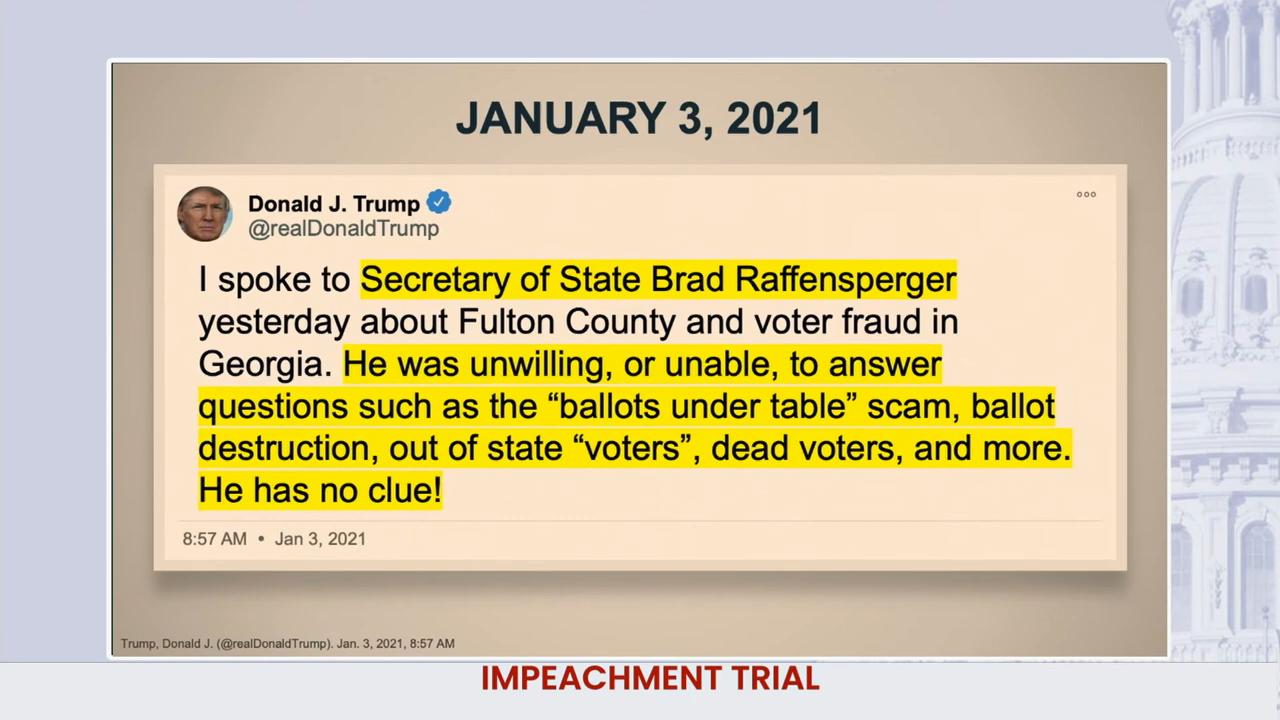 JANUARY 3, 2021
Donald J. Trump
@realDonaldTrump
I spoke to Secretary of State Brad Raffensperger
yesterday about Fulton County and voter fraud in
Georgia. He was unwilling, or unable, to answer
questions such as the “ballots under table” scam, ballot
destruction, out of state “voters”, dead voters, and more.
He has no clue!
8:57 AM • Jan 3, 2021
Trump, Donald J. (@realDonaldTrump). Jan. 3, 2021, 8:57 AM
IMPEACHMENT TRIAL